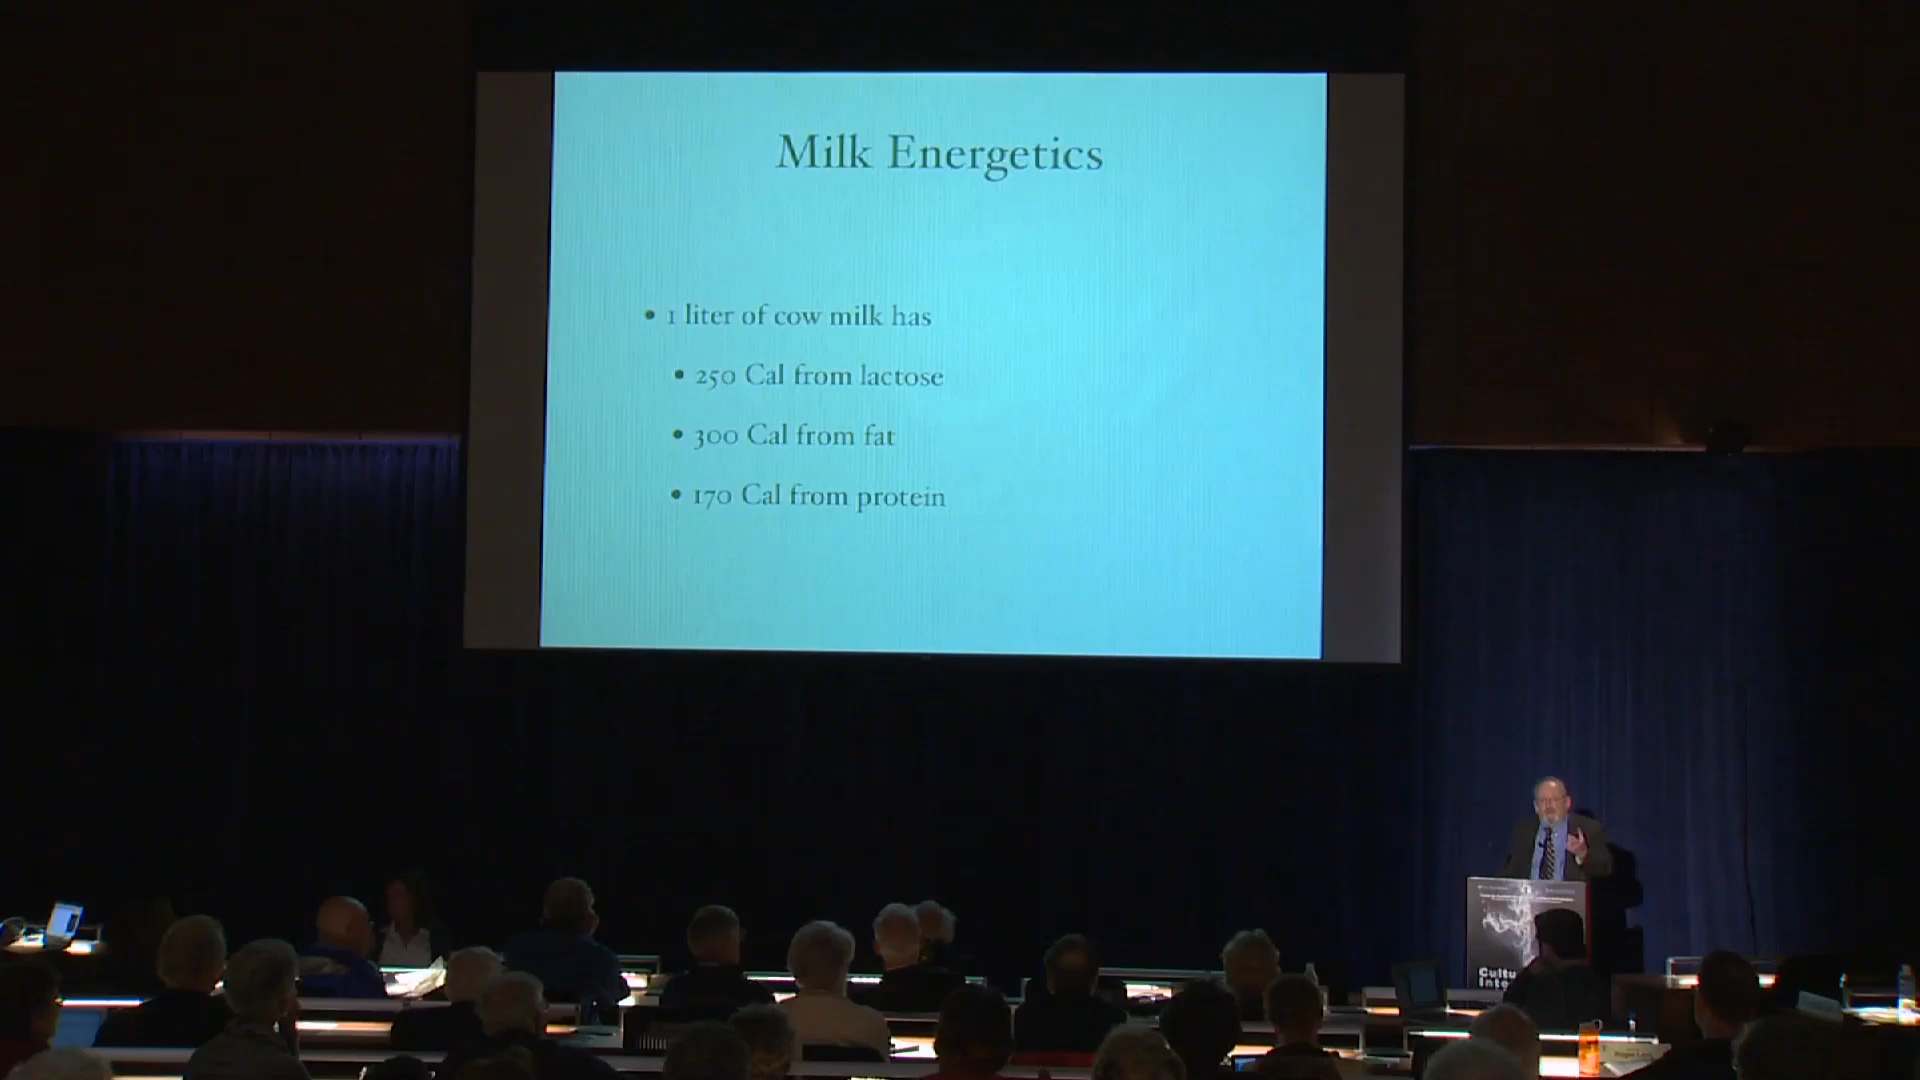 Milk Energetics
• 1 liter of cow milk has
• 250 Cal from lactose
• 300 Cal from fat
• 170 Cal from protein